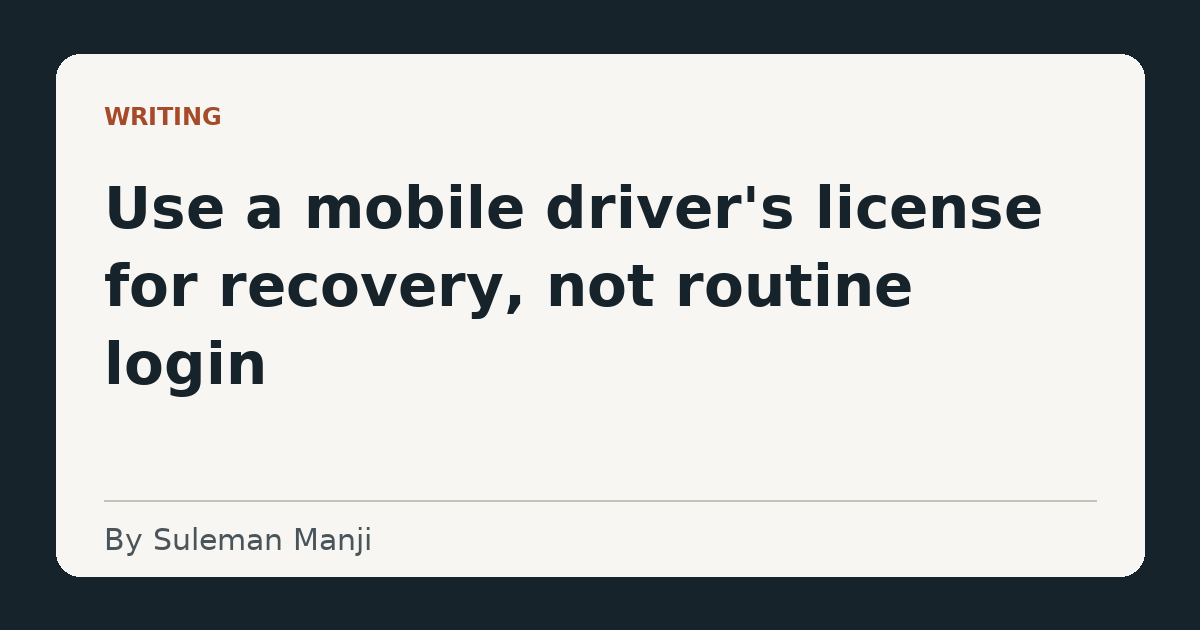 WRITING
Use a mobile driver's license
for recovery, not routine
login
By Suleman Manji